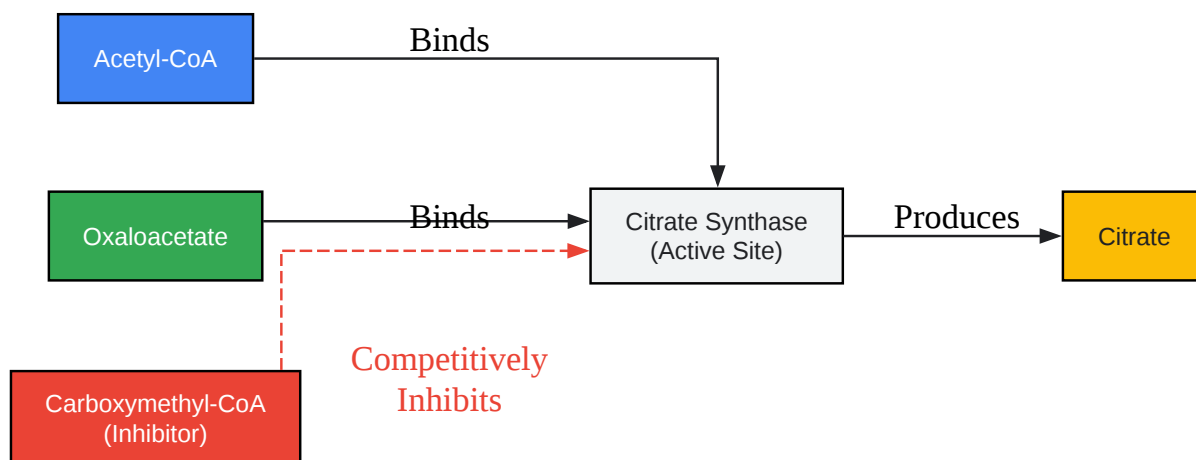 Acetyl-CoA
Binds
Oxaloacetate
Binds
Citrate Synthase
(Active Site)
Produces
Citrate
Competitively
Inhibits
Carboxymethyl-CoA
(Inhibitor)